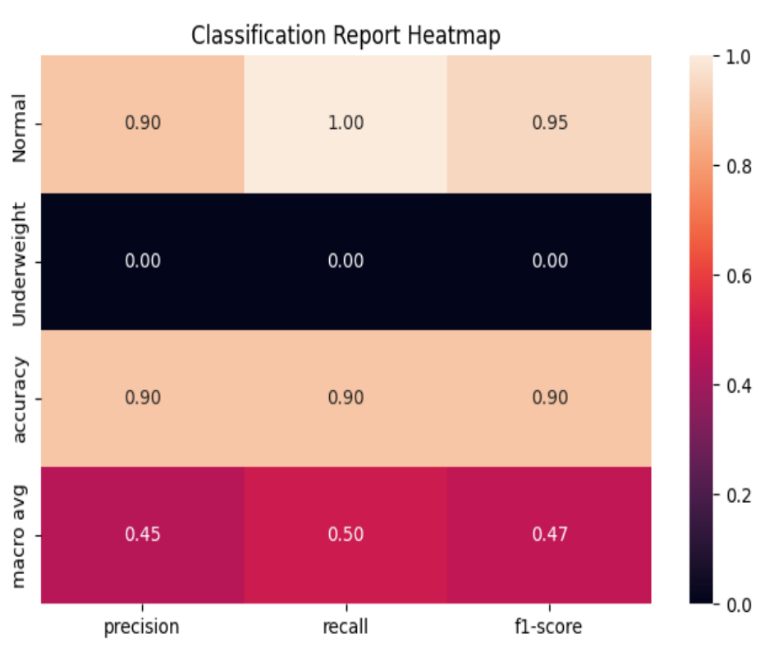 Classification Report Heatmap
Normal 0.90 1.00 0.95
Underweight 0.00 0.00 0.00
accuracy 0.90 0.90 0.90
macro avg 0.45 0.50 0.47
precision recall f1-score
1.0
0.8
0.6
0.4
0.2
0.0